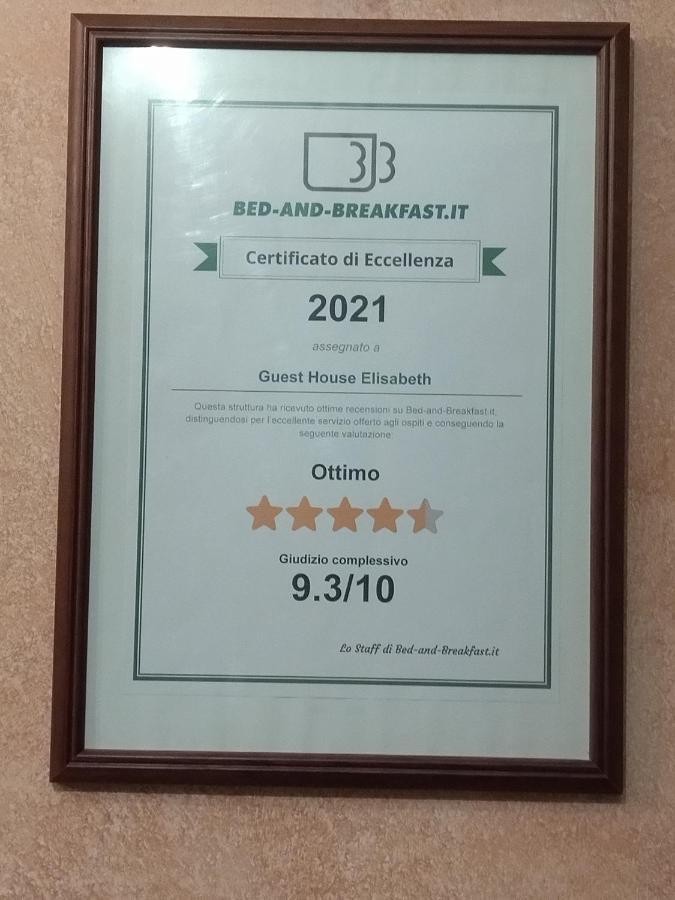 BED-AND-BREAKFAST.IT
Certificato di Eccellenza
2021
assegnato a
Guest House Elisabeth
Questa struttura ha ricevuto ottime recensioni su Bed-and-Breakfast.it,
distinguendosi per l'eccellente servizio offerto agli ospiti e conseguendo la
seguente valutazione:
Ottimo
Giudizio complessivo
9.3/10
Lo Staff di Bed-and-Breakfast.it